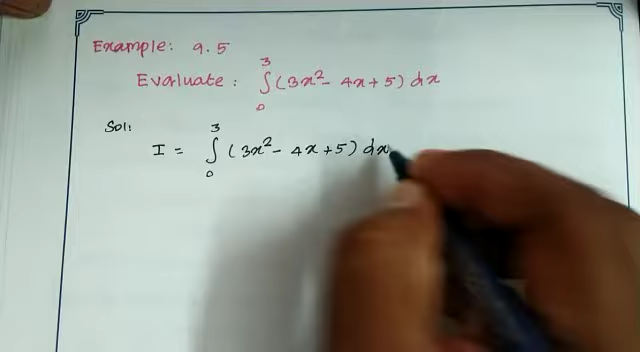 Example: 9.5
Evaluate: ∫₀³ (3x² - 4x + 5) dx
Sol:
I = ∫₀³ (3x² - 4x + 5) dx